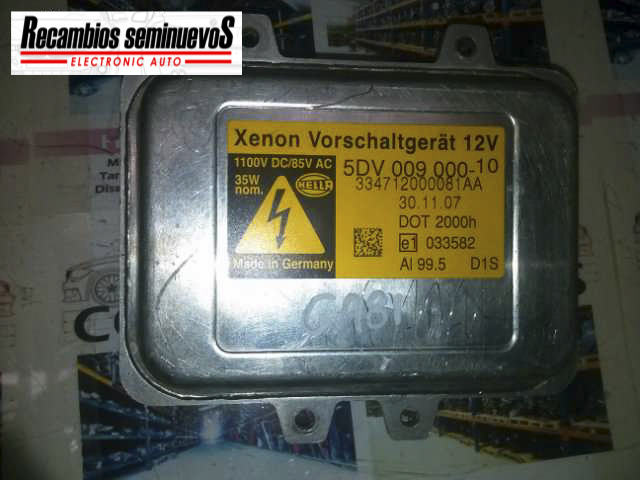 Recambios seminuevoS
ELECTRONIC AUTO
Xenon Vorschaltgerät 12V
1100V DC/85V AC
35W
nom.
HELLA
5DV 009 000-10
334712000081AA
30.11.07
DOT 2000h
e1 033582
Al 99.5 D1S
Made in Germany